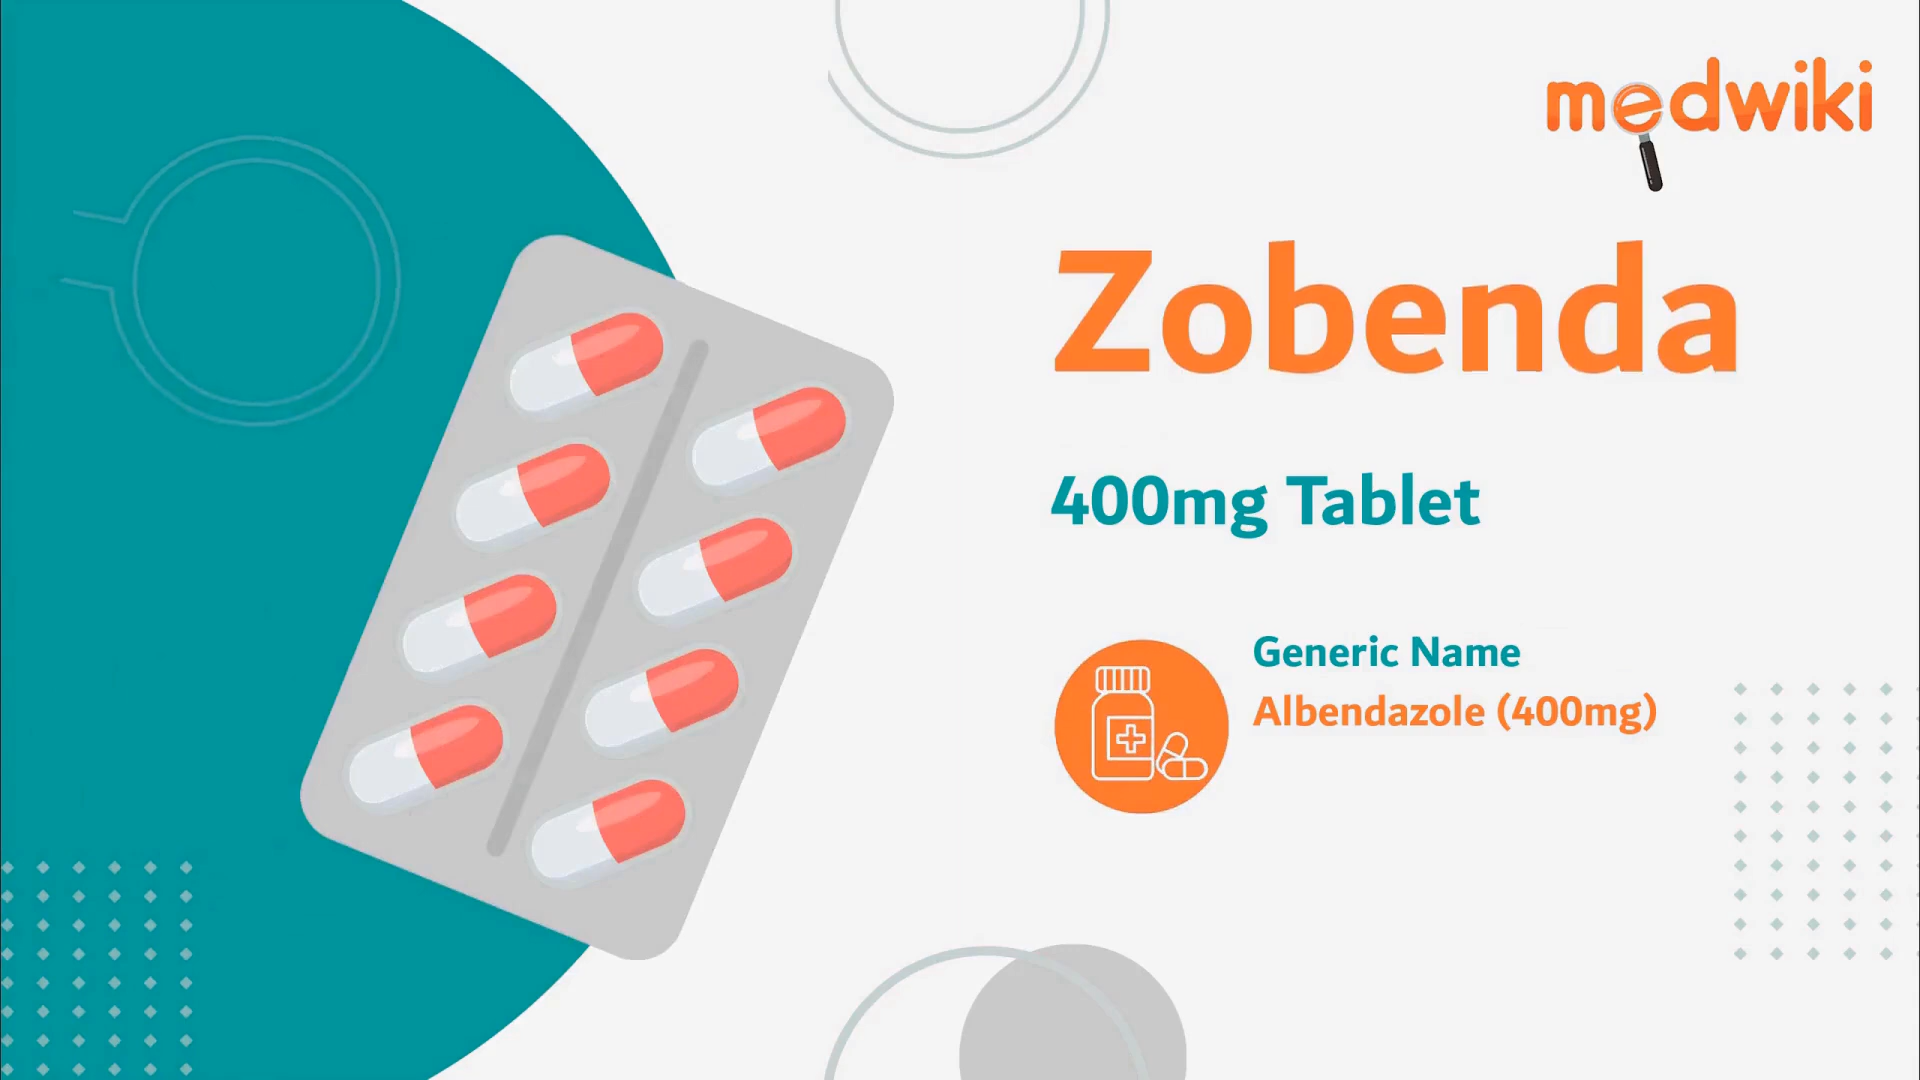 medwiki
Zobenda
400mg Tablet
Generic Name
Albendazole (400mg)